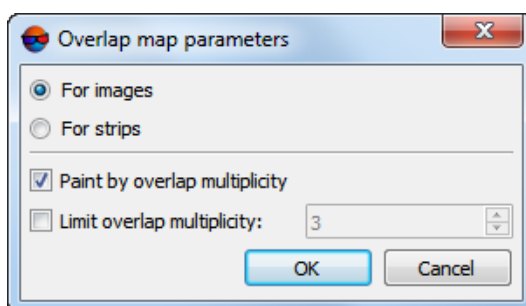 Overlap map parameters
For images
For strips
Paint by overlap multiplicity
Limit overlap multiplicity: 3
OK Cancel